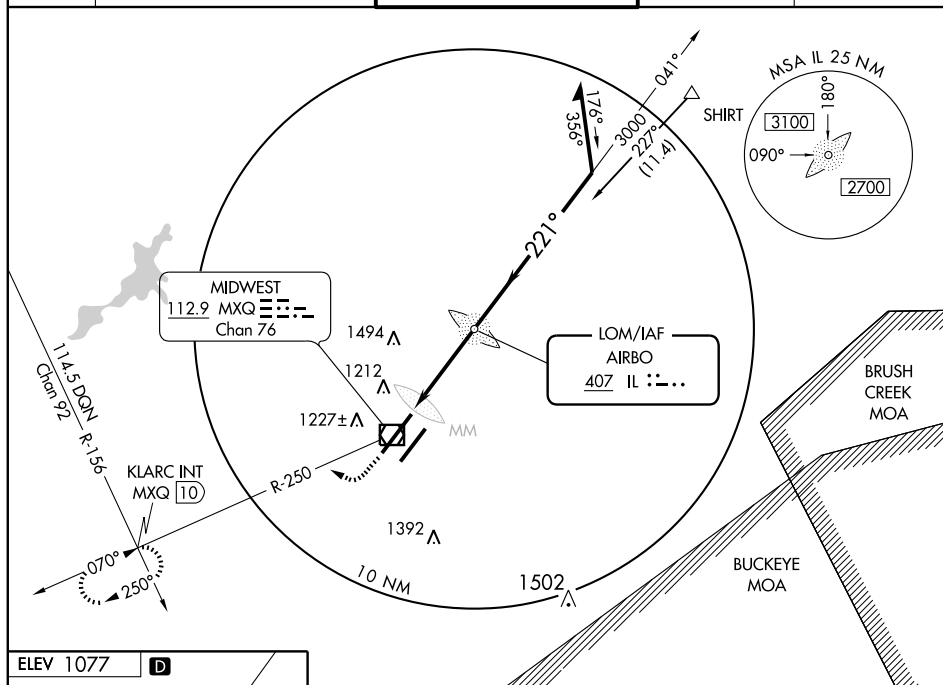 MSA IL 25 NM
180°
3100
090°
2700
041°
SHIRT
176°
356°
3000
227°
(11.4)
221°
MIDWEST
112.9 MXQ
Chan 76
1494
1212
1227±
MM
LOM/IAF
AIRBO
407 IL
BRUSH
CREEK
MOA
114.5 DQN
Chan 92
R-156
KLARC INT
MXQ 10
R-250
070°
250°
1392
10 NM
1502
BUCKEYE
MOA
ELEV 1077 D